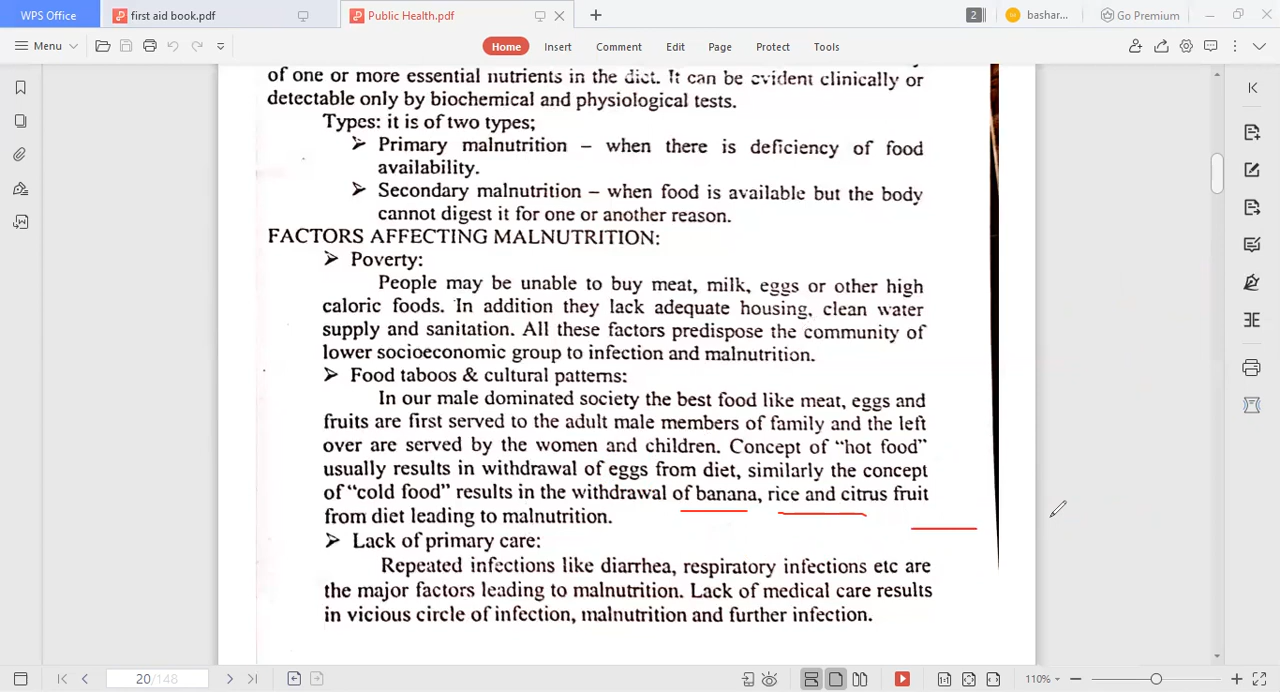 WPS Office
first aid book.pdf
Public Health.pdf
2
bashar...
Go Premium
Menu
Home
Insert
Comment
Edit
Page
Protect
Tools
of one or more essential nutrients in the diet. It can be evident clinically or
detectable only by biochemical and physiological tests.
Types: it is of two types;
➢ Primary malnutrition – when there is deficiency of food
availability.
➢ Secondary malnutrition – when food is available but the body
cannot digest it for one or another reason.
FACTORS AFFECTING MALNUTRITION:
➢ Poverty:
People may be unable to buy meat, milk, eggs or other high
caloric foods. In addition they lack adequate housing, clean water
supply and sanitation. All these factors predispose the community of
lower socioeconomic group to infection and malnutrition.
➢ Food taboos & cultural patterns:
In our male dominated society the best food like meat, eggs and
fruits are first served to the adult male members of family and the left
over are served by the women and children. Concept of “hot food”
usually results in withdrawal of eggs from diet, similarly the concept
of “cold food” results in the withdrawal of banana, rice and citrus fruit
from diet leading to malnutrition.
➢ Lack of primary care:
Repeated infections like diarrhea, respiratory infections etc are
the major factors leading to malnutrition. Lack of medical care results
in vicious circle of infection, malnutrition and further infection.
20/148
110%